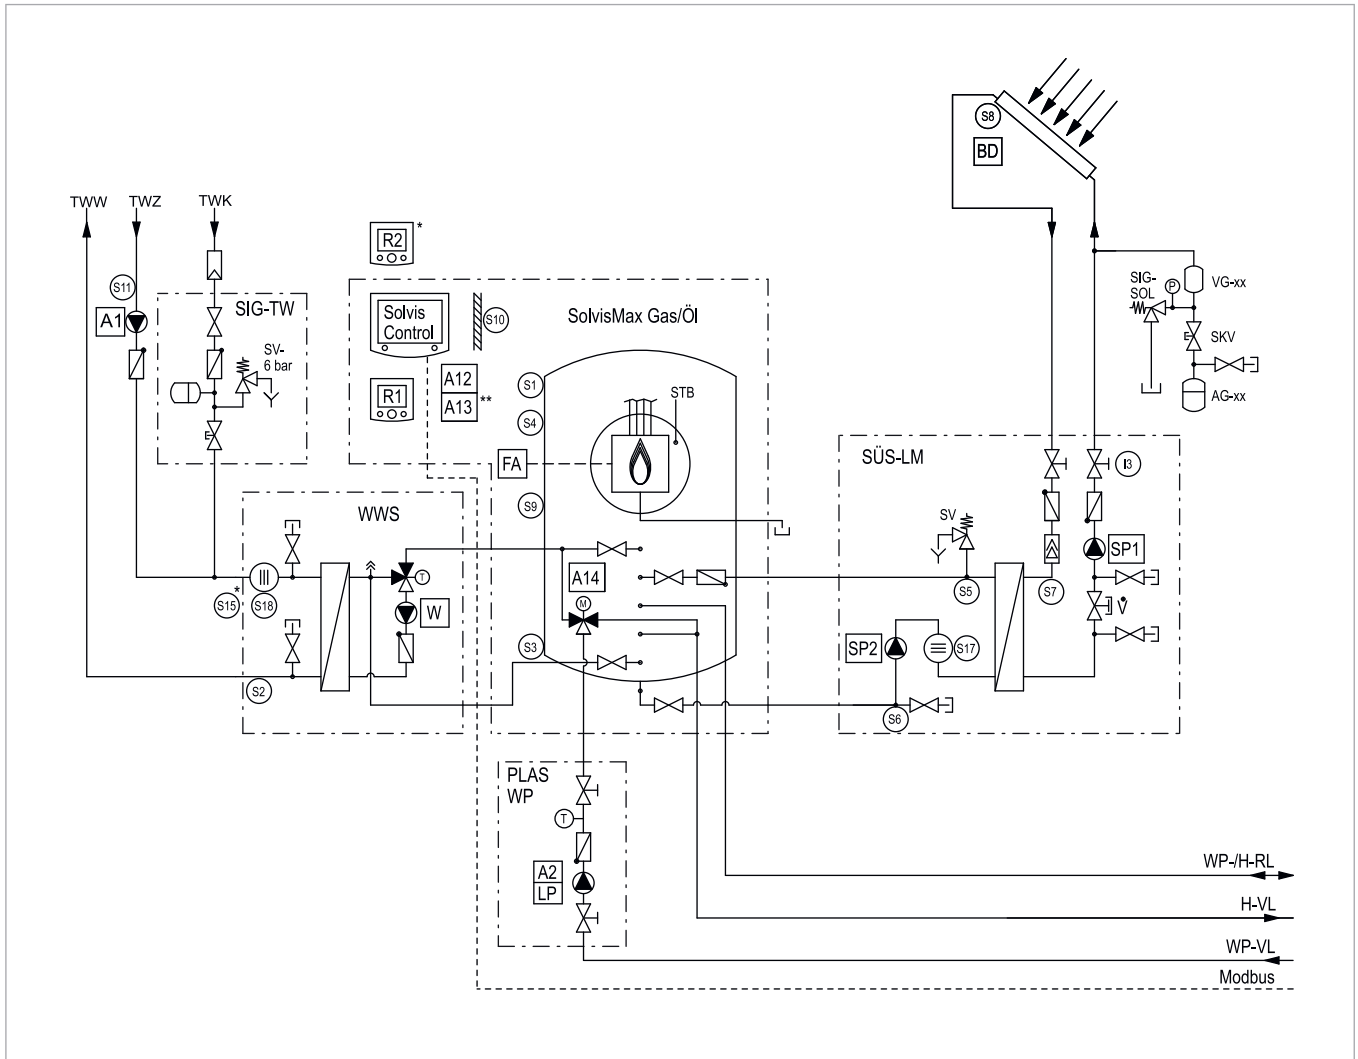 S8
BD
TWW
TWZ
TWK
R2
*
SIG-SOL
P
VG-xx
SKV
AG-xx
S11
A1
SIG-TW
SV-
6 bar
Solvis
Control
S10
SolvisMax Gas/Öl
R1
A12
A13
**
S1
S4
STB
FA
S9
SÜS-LM
I3
WWS
SV
SP1
T
A14
M
S15
*
S18
W
S5
S7
V̇
S3
SP2
S17
S2
S6
PLAS
WP
T
A2
LP
WP-/H-RL
H-VL
WP-VL
Modbus